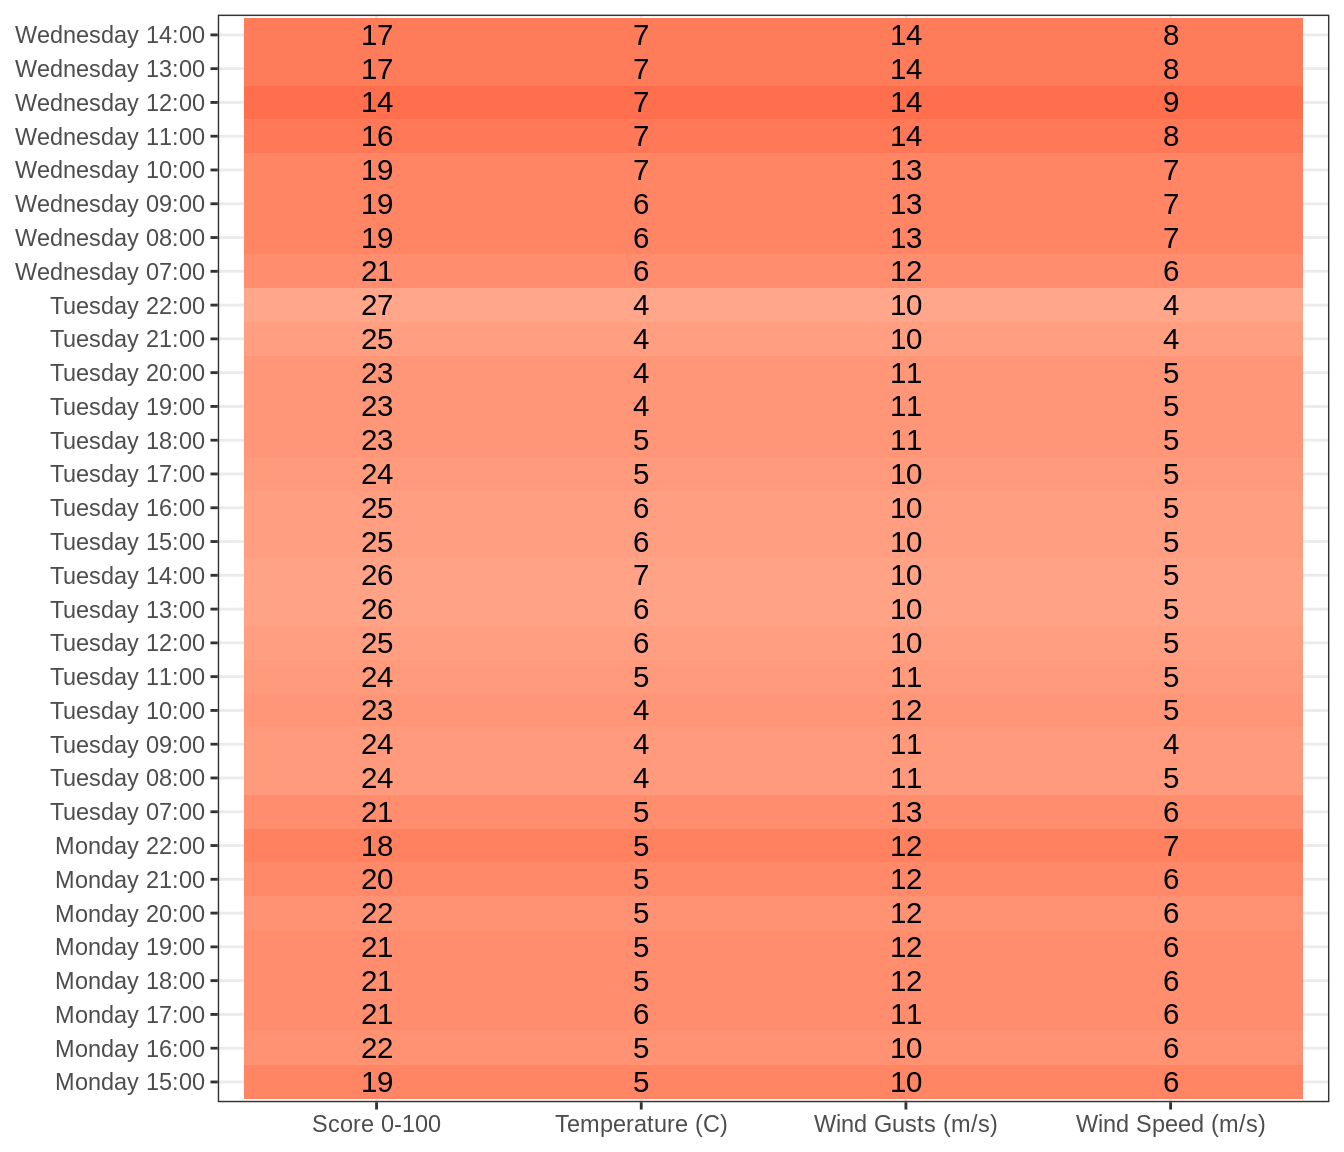 Wednesday 14:00 17 7 14 8
Wednesday 13:00 17 7 14 8
Wednesday 12:00 14 7 14 9
Wednesday 11:00 16 7 14 8
Wednesday 10:00 19 7 13 7
Wednesday 09:00 19 6 13 7
Wednesday 08:00 19 6 13 7
Wednesday 07:00 21 6 12 6
Tuesday 22:00 27 4 10 4
Tuesday 21:00 25 4 10 4
Tuesday 20:00 23 4 11 5
Tuesday 19:00 23 4 11 5
Tuesday 18:00 23 5 11 5
Tuesday 17:00 24 5 10 5
Tuesday 16:00 25 6 10 5
Tuesday 15:00 25 6 10 5
Tuesday 14:00 26 7 10 5
Tuesday 13:00 26 6 10 5
Tuesday 12:00 25 6 10 5
Tuesday 11:00 24 5 11 5
Tuesday 10:00 23 4 12 5
Tuesday 09:00 24 4 11 4
Tuesday 08:00 24 4 11 5
Tuesday 07:00 21 5 13 6
Monday 22:00 18 5 12 7
Monday 21:00 20 5 12 6
Monday 20:00 22 5 12 6
Monday 19:00 21 5 12 6
Monday 18:00 21 5 12 6
Monday 17:00 21 6 11 6
Monday 16:00 22 5 10 6
Monday 15:00 19 5 10 6
Score 0-100 Temperature (C) Wind Gusts (m/s) Wind Speed (m/s)